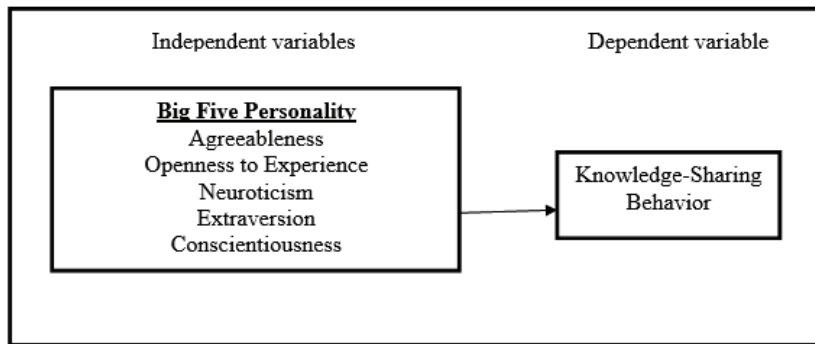 Independent variables
Dependent variable
Big Five Personality
Agreeableness
Openness to Experience
Neuroticism
Extraversion
Conscientiousness
Knowledge-Sharing
Behavior